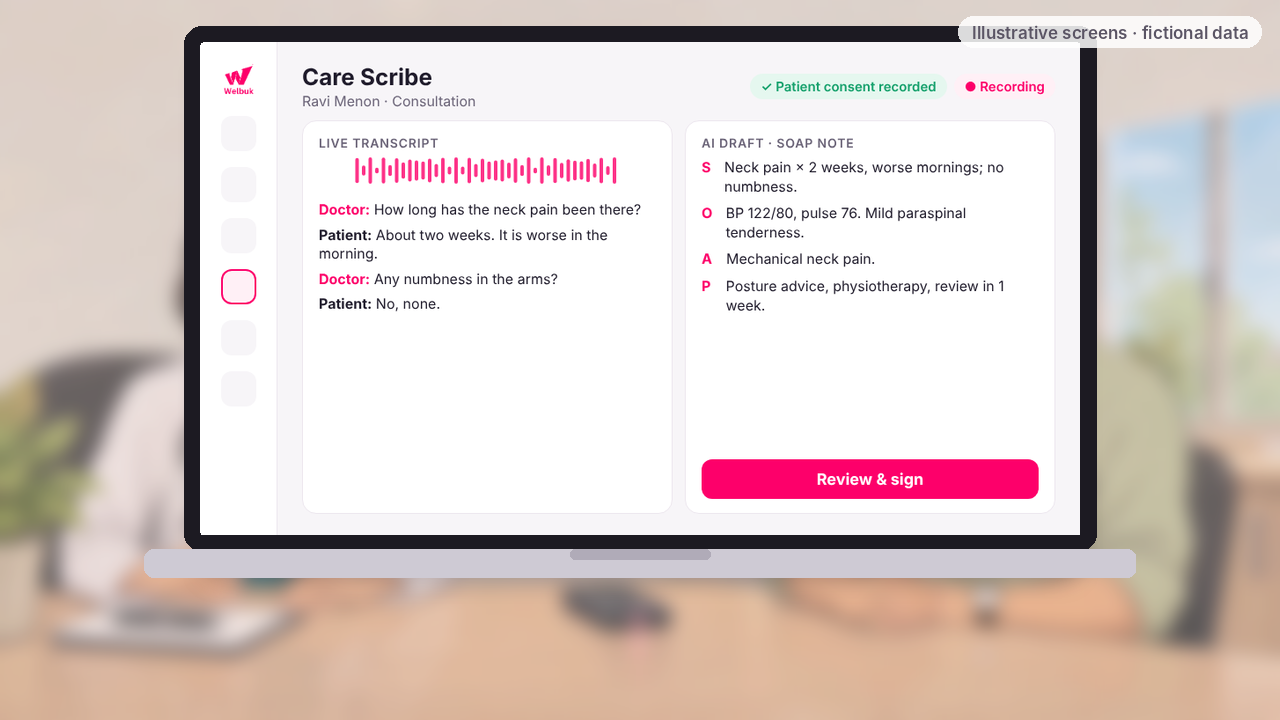 Illustrative screens · fictional data
Welbuk
Care Scribe
Ravi Menon · Consultation
✓ Patient consent recorded
● Recording
LIVE TRANSCRIPT
Doctor: How long has the neck pain been there?
Patient: About two weeks. It is worse in the
morning.
Doctor: Any numbness in the arms?
Patient: No, none.
AI DRAFT · SOAP NOTE
S Neck pain × 2 weeks, worse mornings; no
numbness.
O BP 122/80, pulse 76. Mild paraspinal
tenderness.
A Mechanical neck pain.
P Posture advice, physiotherapy, review in 1
week.
Review & sign